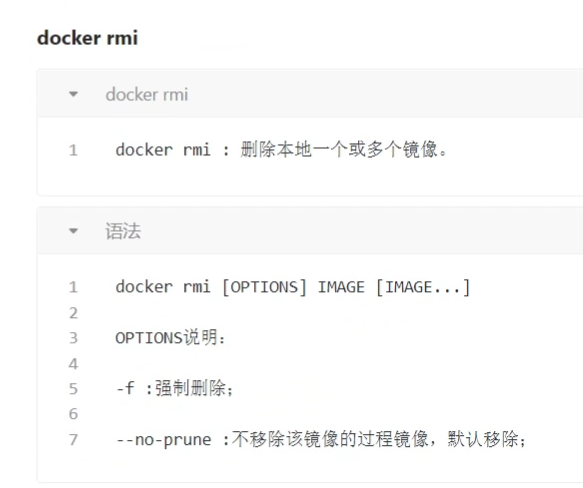 docker rmi
docker rmi
1 docker rmi : 删除本地一个或多个镜像。
语法
1 docker rmi [OPTIONS] IMAGE [IMAGE...]
2
3 OPTIONS说明：
4
5 -f :强制删除；
6
7 --no-prune :不移除该镜像的过程镜像，默认移除；